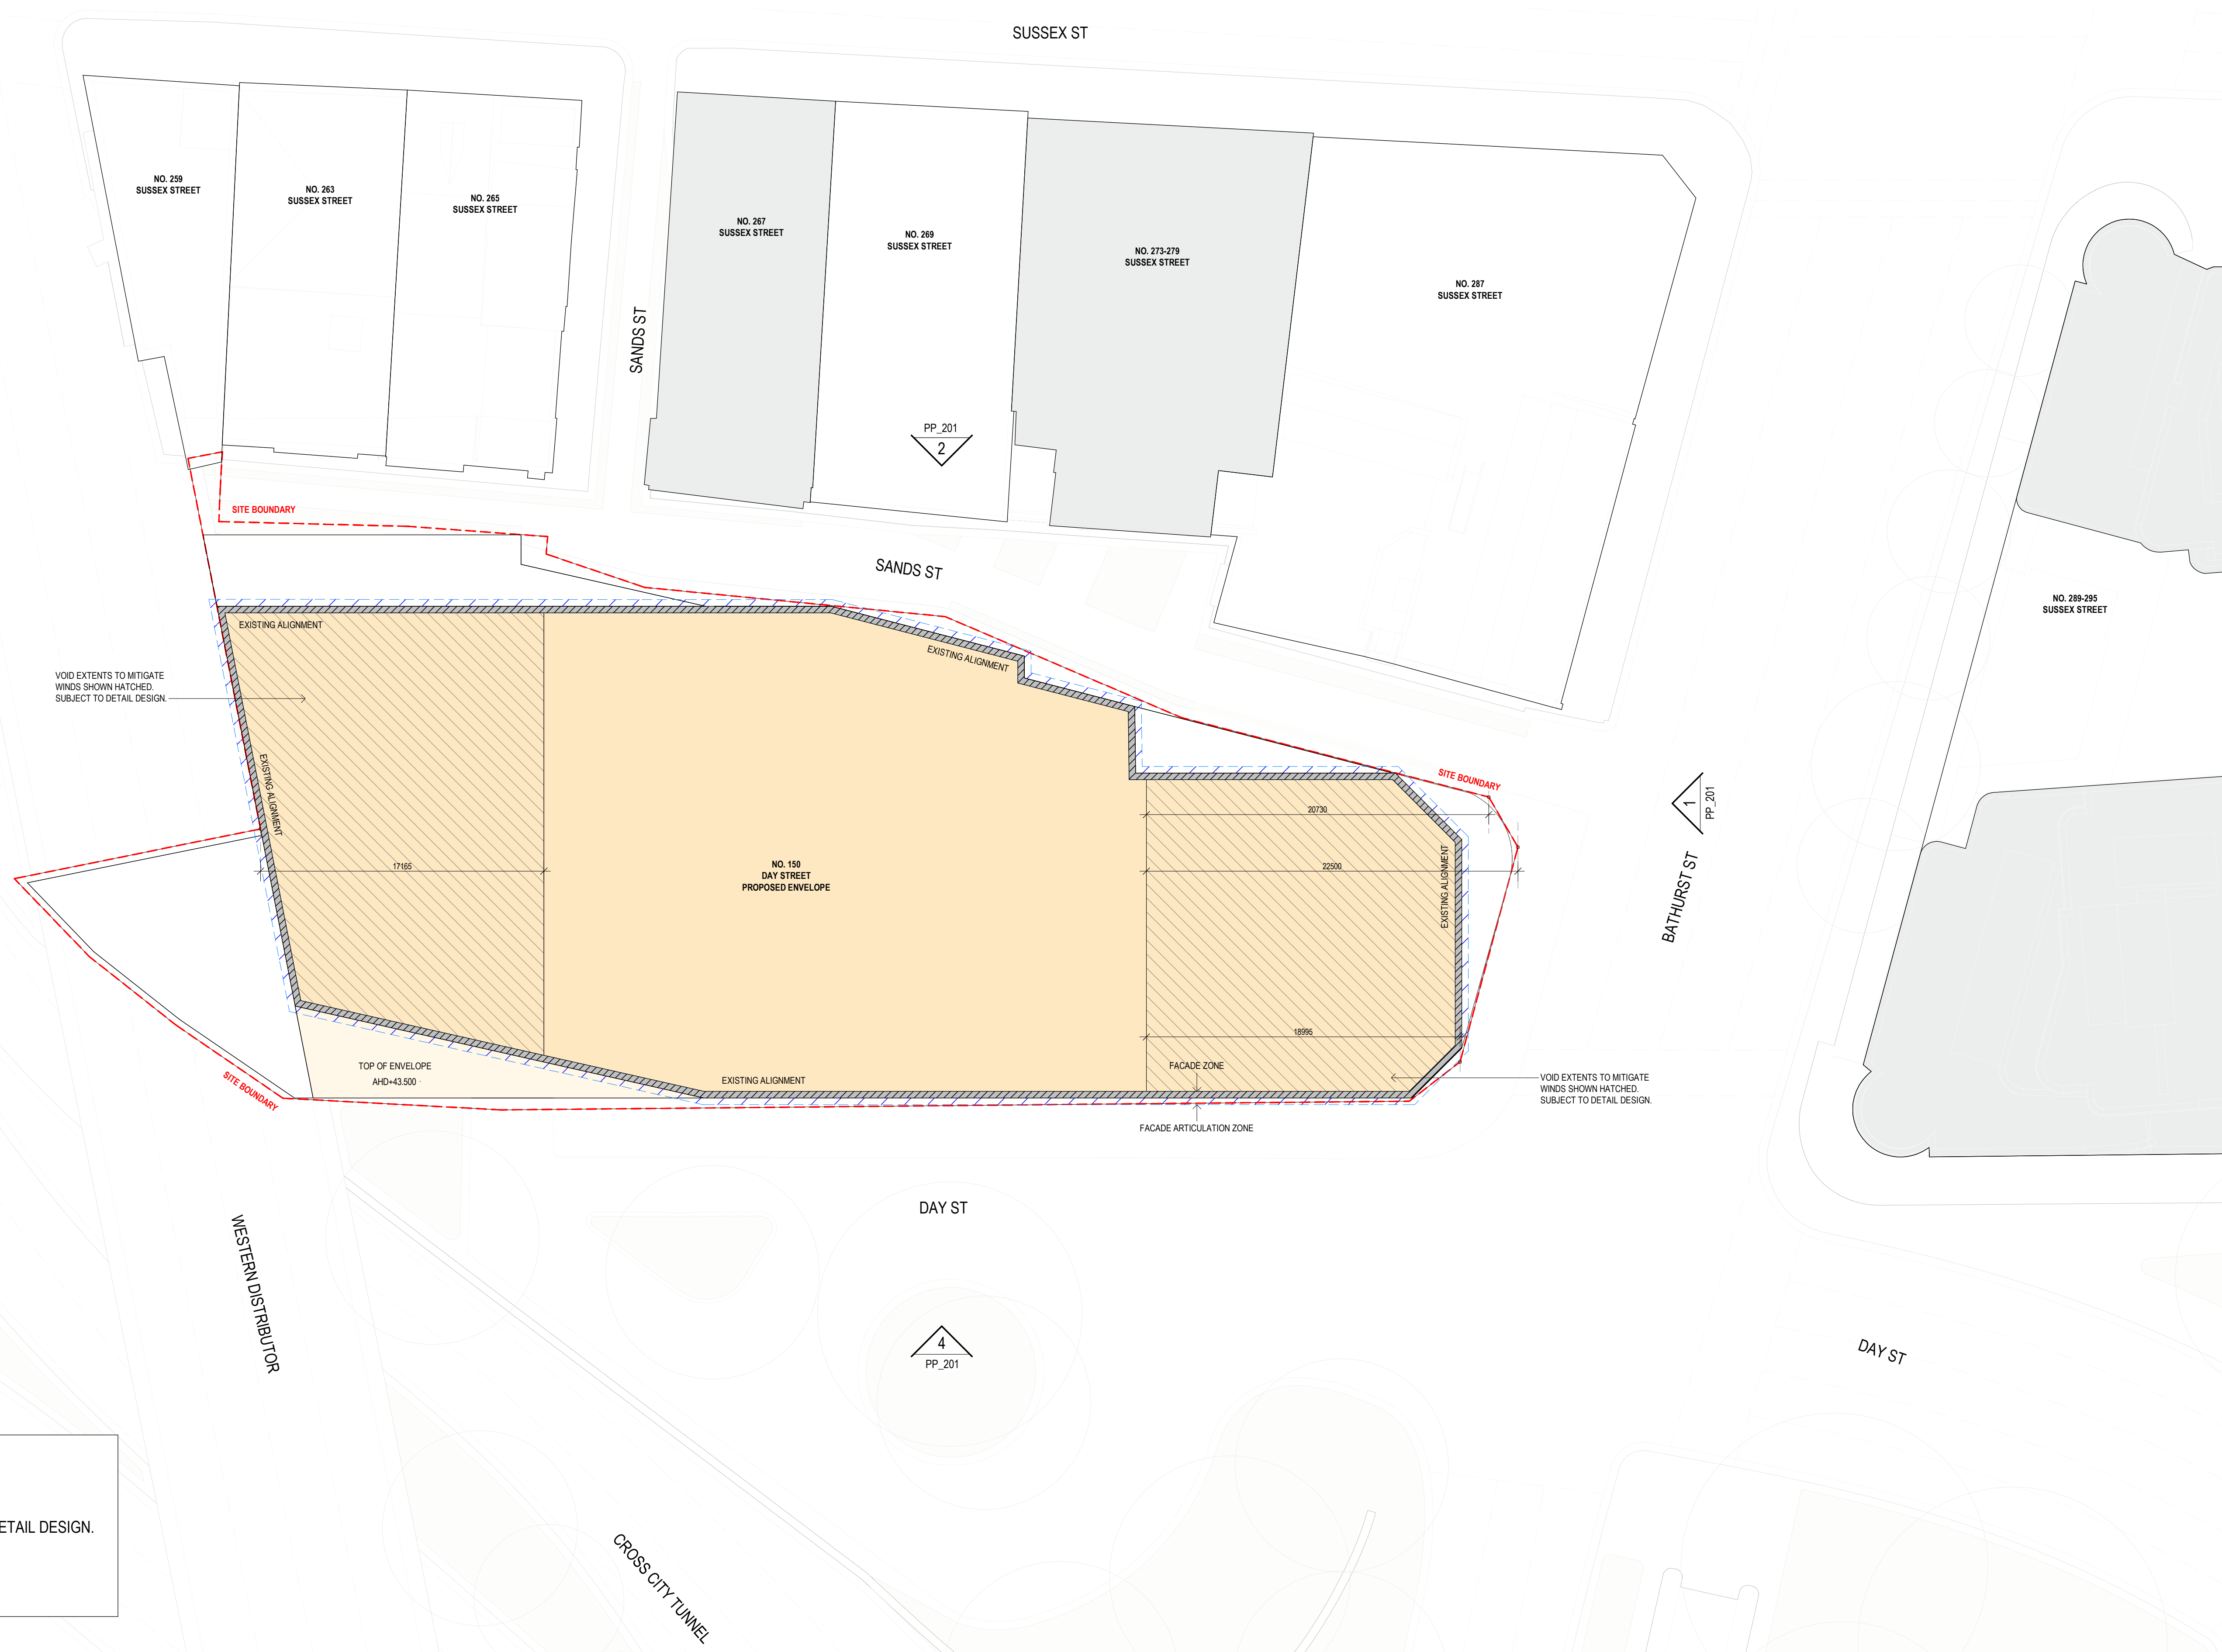 SUSSEX ST
NO. 259
SUSSEX STREET
NO. 263
SUSSEX STREET
NO. 265
SUSSEX STREET
NO. 267
SUSSEX STREET
NO. 269
SUSSEX STREET
NO. 273-279
SUSSEX STREET
NO. 287
SUSSEX STREET
SANDS ST
PP_201
2
SITE BOUNDARY
SANDS ST
NO. 289-295
SUSSEX STREET
EXISTING ALIGNMENT
EXISTING ALIGNMENT
VOID EXTENTS TO MITIGATE
WINDS SHOWN HATCHED.
SUBJECT TO DETAIL DESIGN.
EXISTING ALIGNMENT
SITE BOUNDARY
20730
1
PP_201
17165
NO. 150
DAY STREET
PROPOSED ENVELOPE
22500
EXISTING ALIGNMENT
BATHURST ST
18995
TOP OF ENVELOPE
AHD+43.500
EXISTING ALIGNMENT
FACADE ZONE
SITE BOUNDARY
VOID EXTENTS TO MITIGATE
WINDS SHOWN HATCHED.
SUBJECT TO DETAIL DESIGN.
FACADE ARTICULATION ZONE
DAY ST
WESTERN DISTRIBUTOR
4
PP_201
DAY ST
ETAIL DESIGN.
CROSS CITY TUNNEL